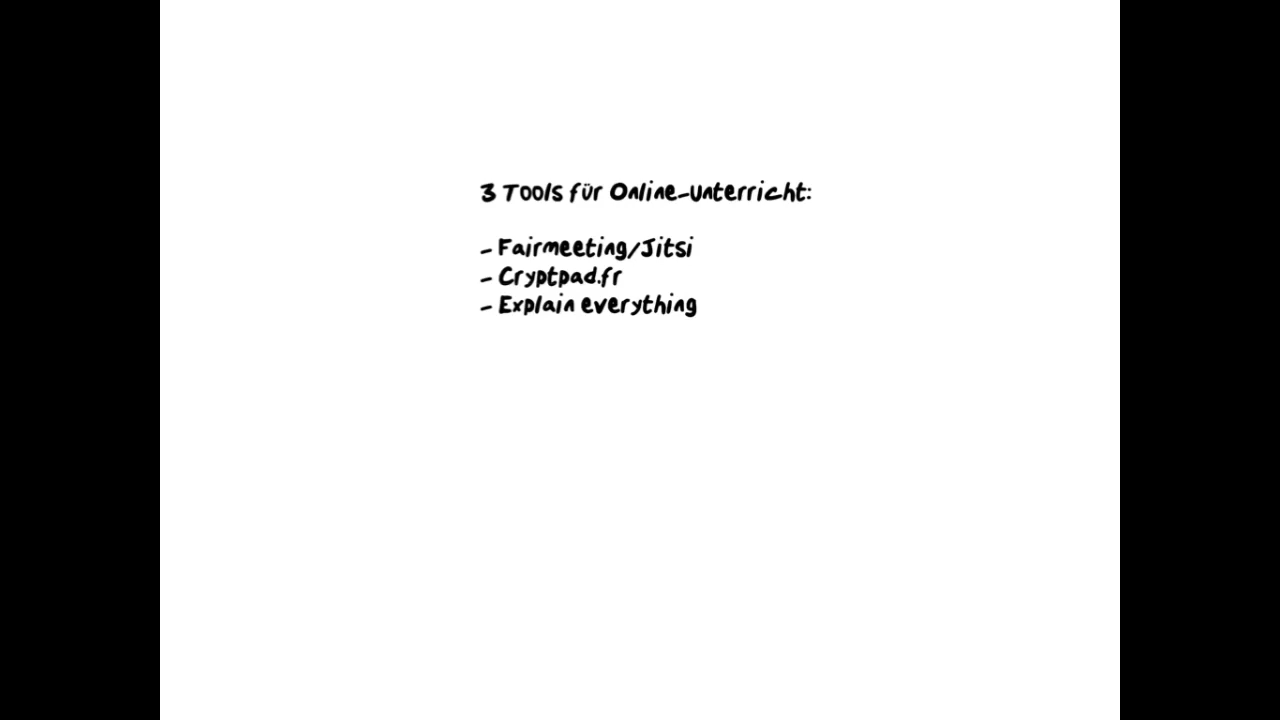 3 Tools für Online-unterricht:
- Fairmeeting/Jitsi
- Cryptpad.fr
- Explain everything